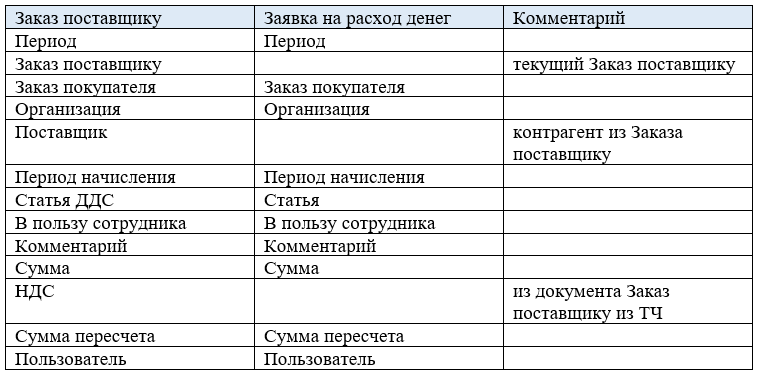 Заказ поставщику Заявка на расход денег Комментарий
Период Период
Заказ поставщику текущий Заказ поставщику
Заказ покупателя Заказ покупателя
Организация Организация
Поставщик контрагент из Заказа
поставщику
Период начисления Период начисления
Статья ДДС Статья
В пользу сотрудника В пользу сотрудника
Комментарий Комментарий
Сумма Сумма
НДС из документа Заказ
поставщику из ТЧ
Сумма пересчета Сумма пересчета
Пользователь Пользователь